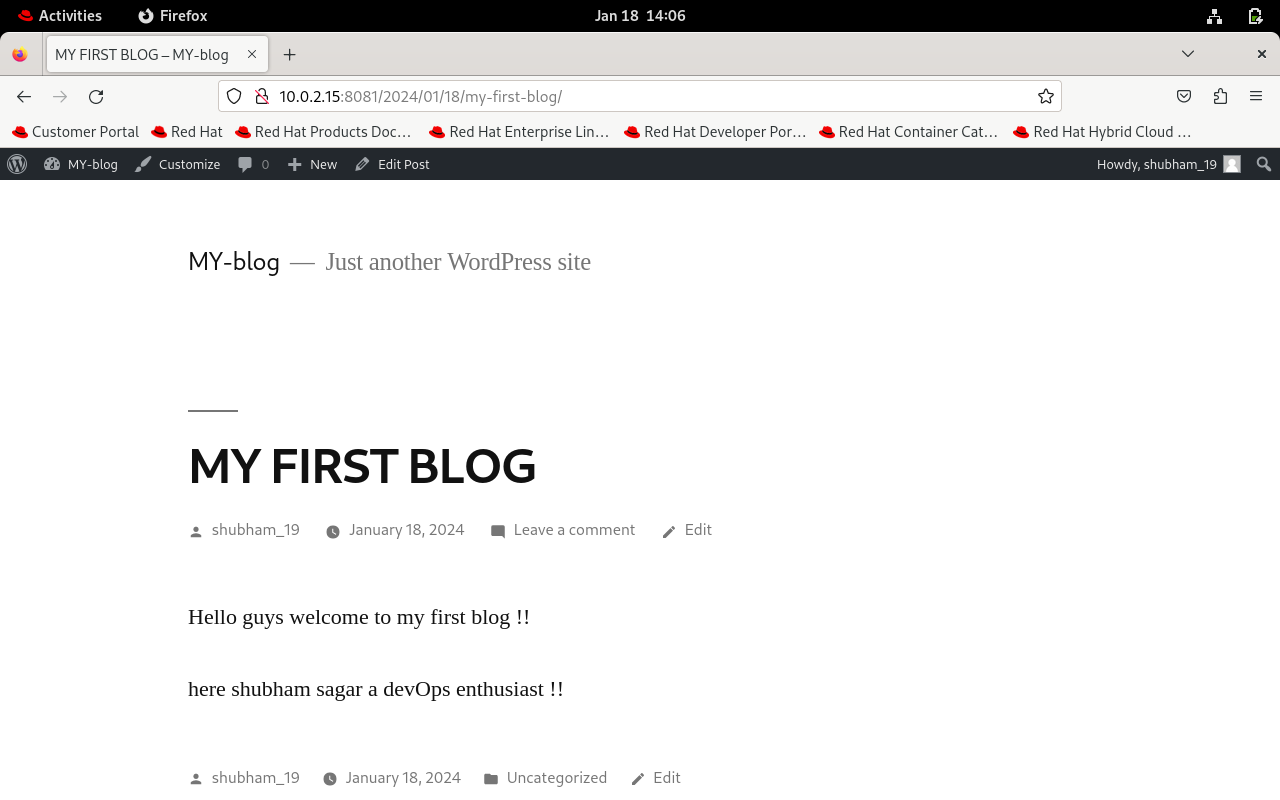 Activities Firefox Jan 18 14:06
MY FIRST BLOG – MY-blog
10.0.2.15:8081/2024/01/18/my-first-blog/
Customer Portal Red Hat Red Hat Products Doc… Red Hat Enterprise Lin… Red Hat Developer Por… Red Hat Container Cat… Red Hat Hybrid Cloud …
MY-blog Customize 0 New Edit Post Howdy, shubham_19
MY-blog — Just another WordPress site
MY FIRST BLOG
shubham_19 January 18, 2024 Leave a comment Edit
Hello guys welcome to my first blog !!
here shubham sagar a devOps enthusiast !!
shubham_19 January 18, 2024 Uncategorized Edit